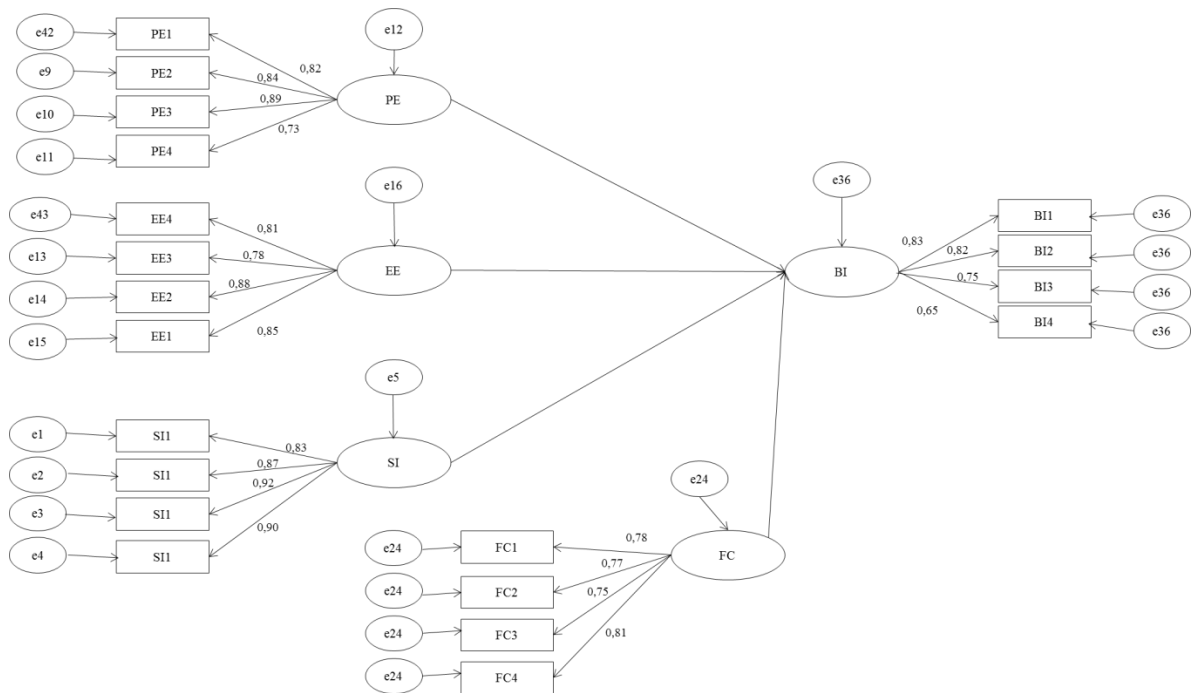 e42
PE1
e12
0,82
e9
PE2
0,84
PE
e10
PE3
0,89
e11
PE4
0,73
e16
e36
e43
EE4
0,81
e13
EE3
0,78
EE
e14
EE2
0,88
e15
EE1
0,85
BI
0,83
BI1
e36
0,82
BI2
e36
0,75
BI3
e36
0,65
BI4
e36
e5
e1
SI1
0,83
e2
SI1
0,87
SI
e3
SI1
0,92
e4
SI1
0,90
e24
e24
FC1
0,78
FC
e24
FC2
0,77
e24
FC3
0,75
e24
FC4
0,81